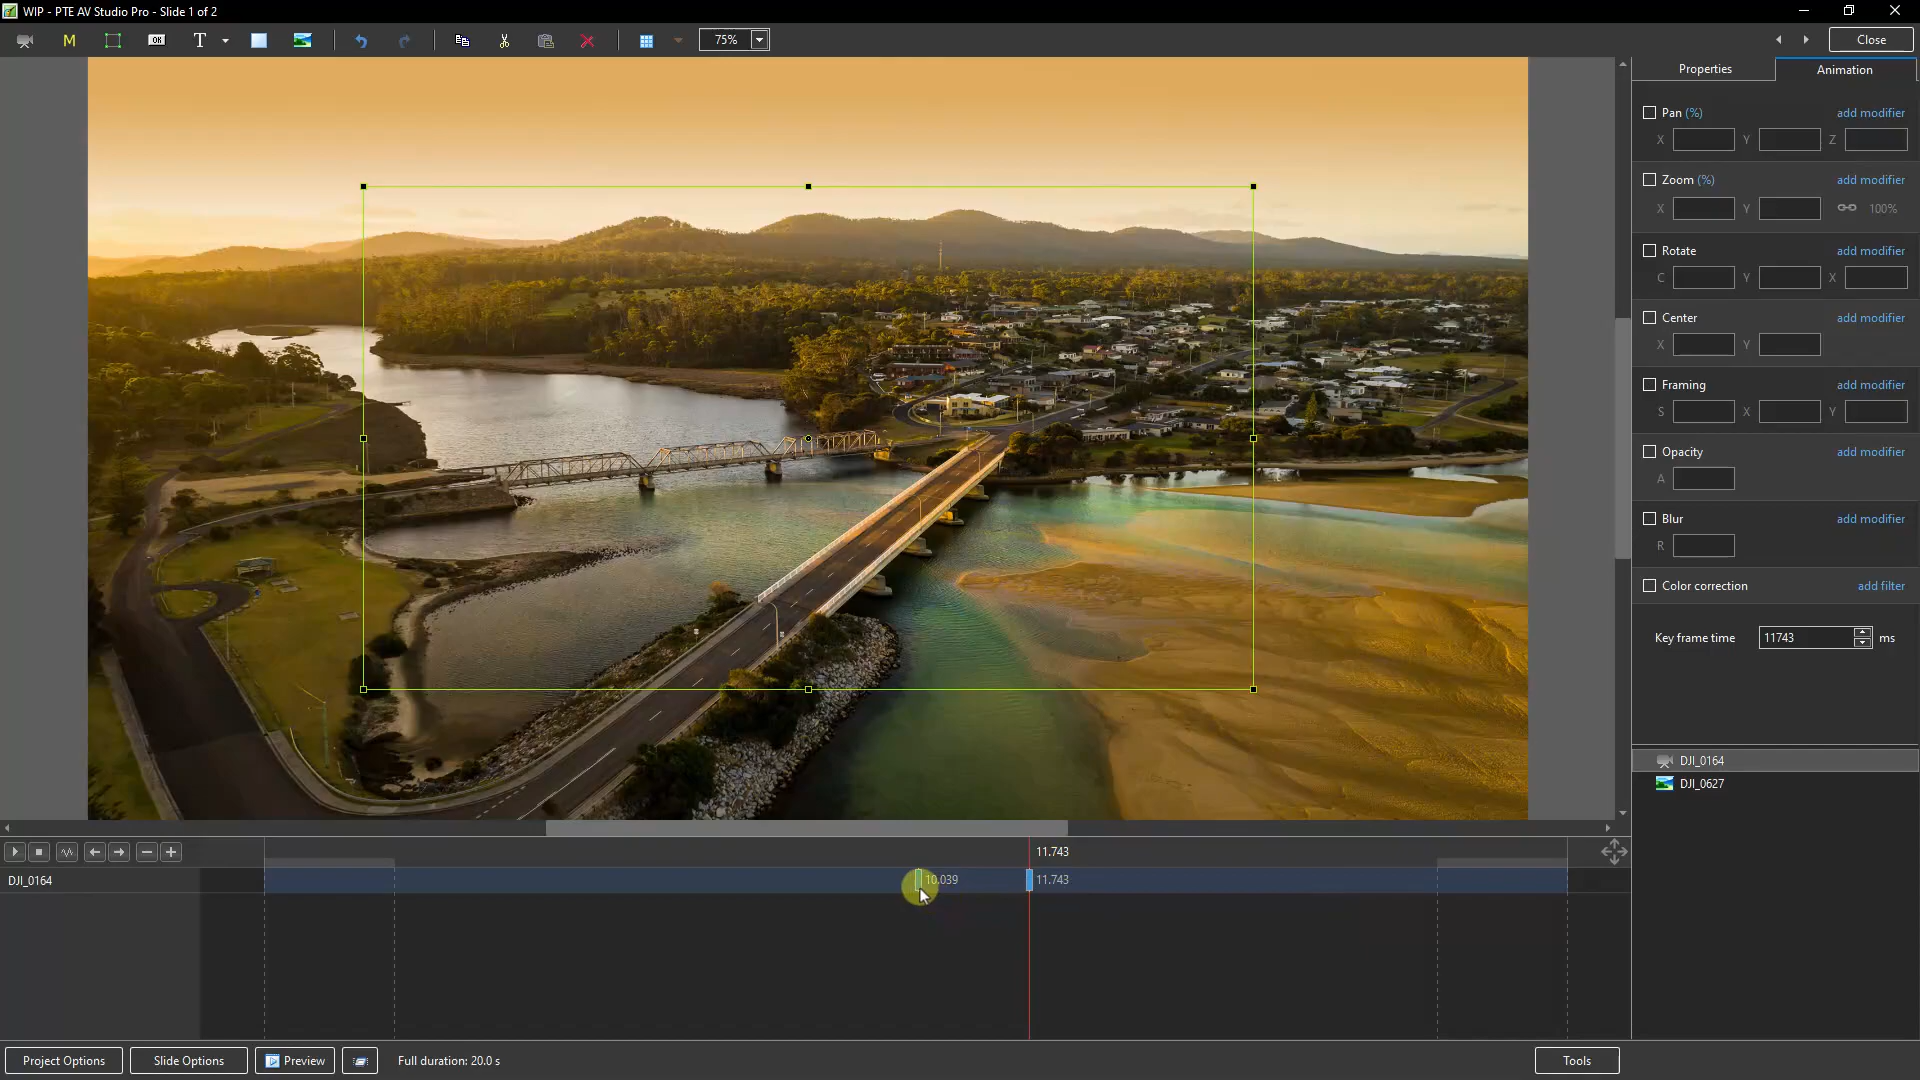 WIP - PTE AV Studio Pro - Slide 1 of 2
M
OK
T
75%
Close
Properties
Animation
Pan (%)
add modifier
X
Y
Z
Zoom (%)
add modifier
X
Y
100%
Rotate
add modifier
C
Y
X
Center
add modifier
X
Y
Framing
add modifier
S
X
Y
Opacity
add modifier
A
Blur
add modifier
R
Color correction
add filter
Key frame time
11743
ms
DJI_0164
DJI_0627
11.743
DJI_0164
10.039
11.743
Project Options
Slide Options
Preview
Full duration: 20.0 s
Tools